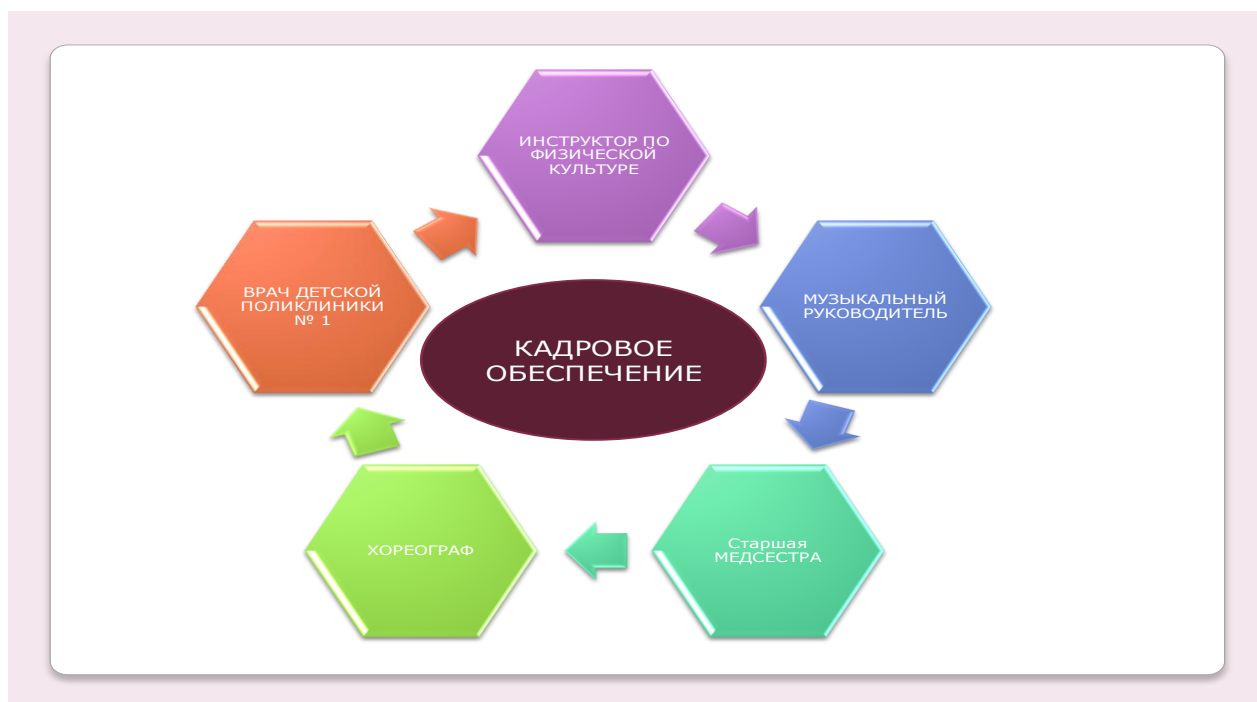 ИНСТРУКТОР ПО
ФИЗИЧЕСКОЙ
КУЛЬТУРЕ
МУЗЫКАЛЬНЫЙ
РУКОВОДИТЕЛЬ
Старшая
МЕДСЕСТРА
ХОРЕОГРАФ
ВРАЧ ДЕТСКОЙ
ПОЛИКЛИНИКИ
№ 1
КАДРОВОЕ
ОБЕСПЕЧЕНИЕ